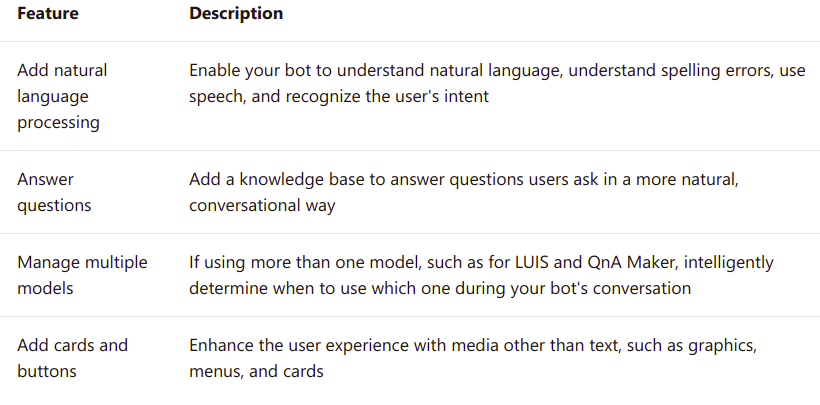 Feature Description
Add natural language processing Enable your bot to understand natural language, understand spelling errors, use
speech, and recognize the user's intent
Answer questions Add a knowledge base to answer questions users ask in a more natural,
conversational way
Manage multiple models If using more than one model, such as for LUIS and QnA Maker, intelligently
determine when to use which one during your bot's conversation
Add cards and buttons Enhance the user experience with media other than text, such as graphics,
menus, and cards